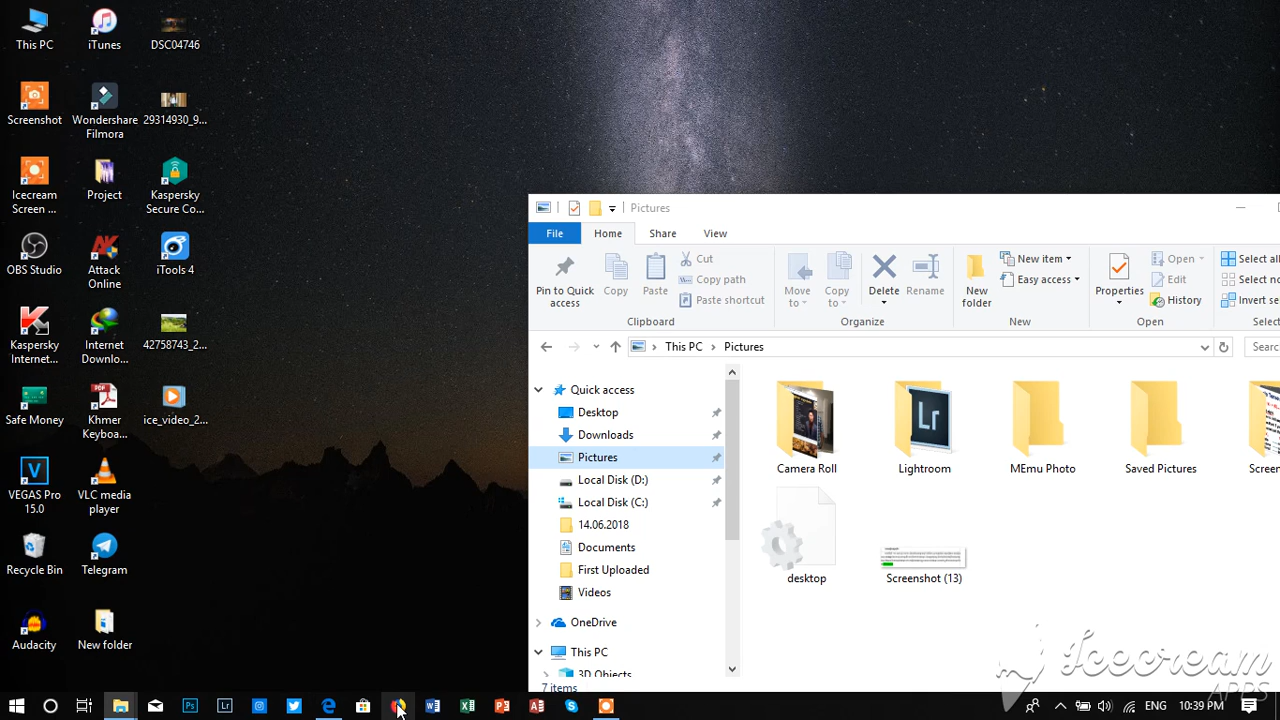 This PC
iTunes
DSC04746
Screenshot
Wondershare
Filmora
29314930_9...
Icecream
Screen ...
Project
Kaspersky
Secure Co...
OBS Studio
Attack
Online
iTools 4
Kaspersky
Internet...
Internet
Downlo...
42758743_2...
Safe Money
PDF
Khmer
Keyboa...
ice_video_2...
VEGAS Pro
15.0
VLC media
player
Recycle Bin
Telegram
Audacity
New folder
Pictures
File
Home
Share
View
Pin to Quick
access
Copy
Paste
Cut
Copy path
Paste shortcut
Clipboard
Move
to
Copy
to
Delete
Rename
Organize
New
folder
New item
Easy access
New
Properties
Open
Edit
History
Open
Select all
Select no
Invert se
Select
This PC
Pictures
Searc
Quick access
Desktop
Downloads
Pictures
Local Disk (D:)
Local Disk (C:)
14.06.2018
Documents
First Uploaded
Videos
OneDrive
This PC
3D Objects
Camera Roll
Lr
Lightroom
MEmu Photo
Saved Pictures
Screen
desktop
Screenshot (13)
7 items
Icecream
APPS
ENG
10:39 PM